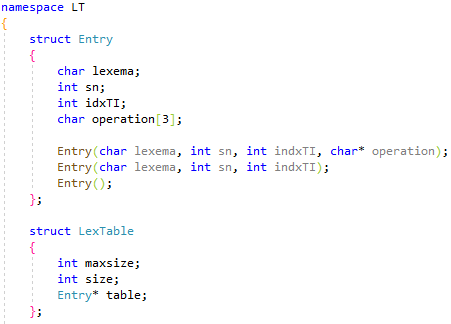 namespace LT
{
struct Entry
{
char lexema;
int sn;
int idxTI;
char operation[3];
Entry(char lexema, int sn, int indxTI, char* operation);
Entry(char lexema, int sn, int indxTI);
Entry();
};
struct LexTable
{
int maxsize;
int size;
Entry* table;
};